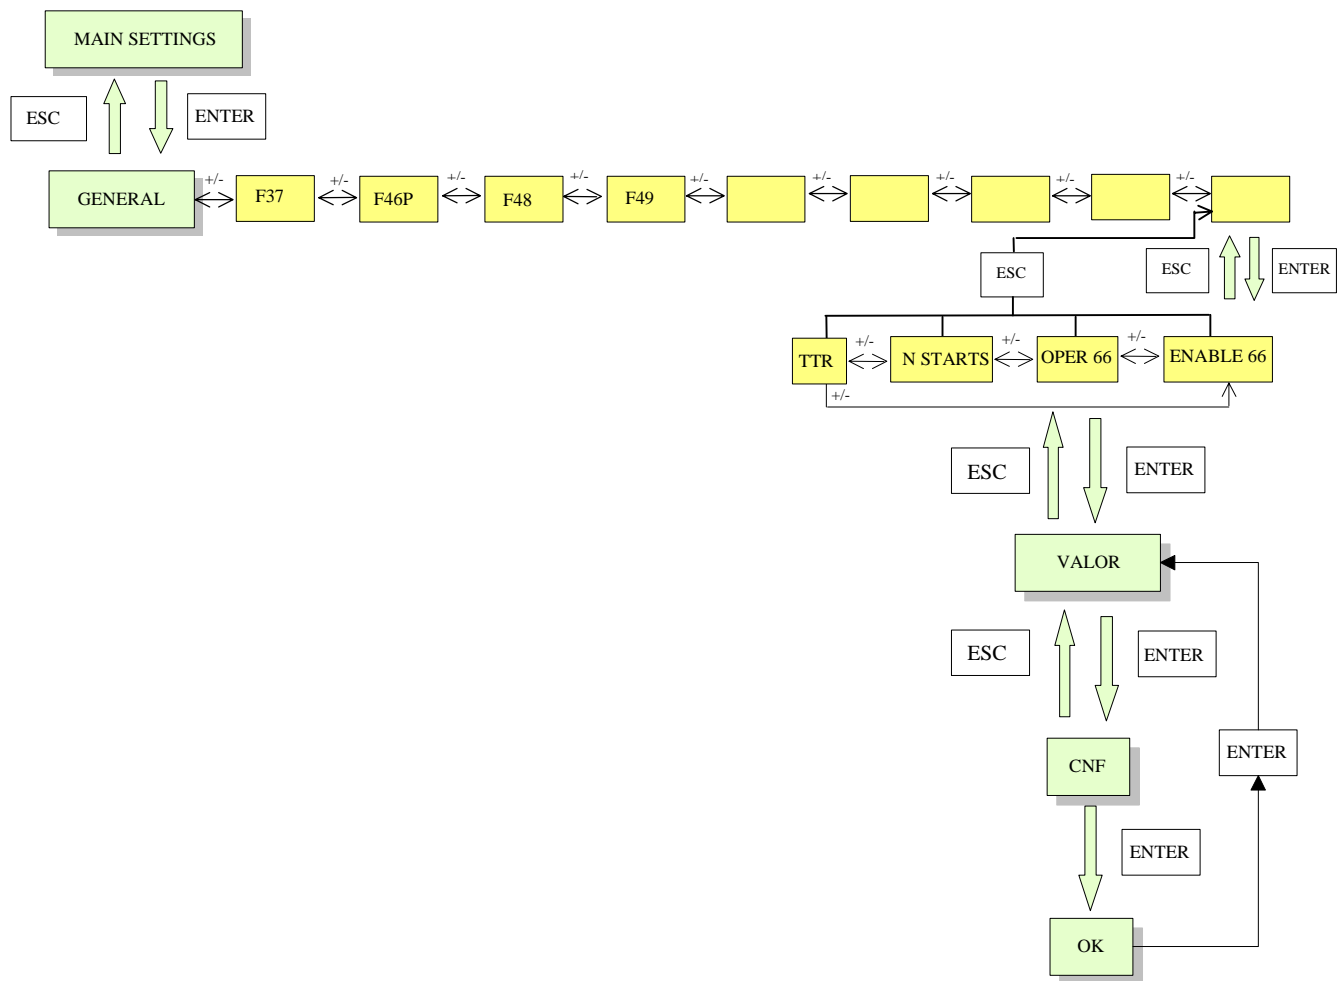 MAIN SETTINGS
ESC
ENTER
GENERAL
+/-
F37
+/-
F46P
+/-
F48
+/-
F49
+/-
+/-
+/-
+/-
+/-
ESC
ESC
ENTER
TTR
+/-
N STARTS
+/-
OPER 66
+/-
ENABLE 66
+/-
ESC
ENTER
VALOR
ESC
ENTER
CNF
ENTER
ENTER
OK